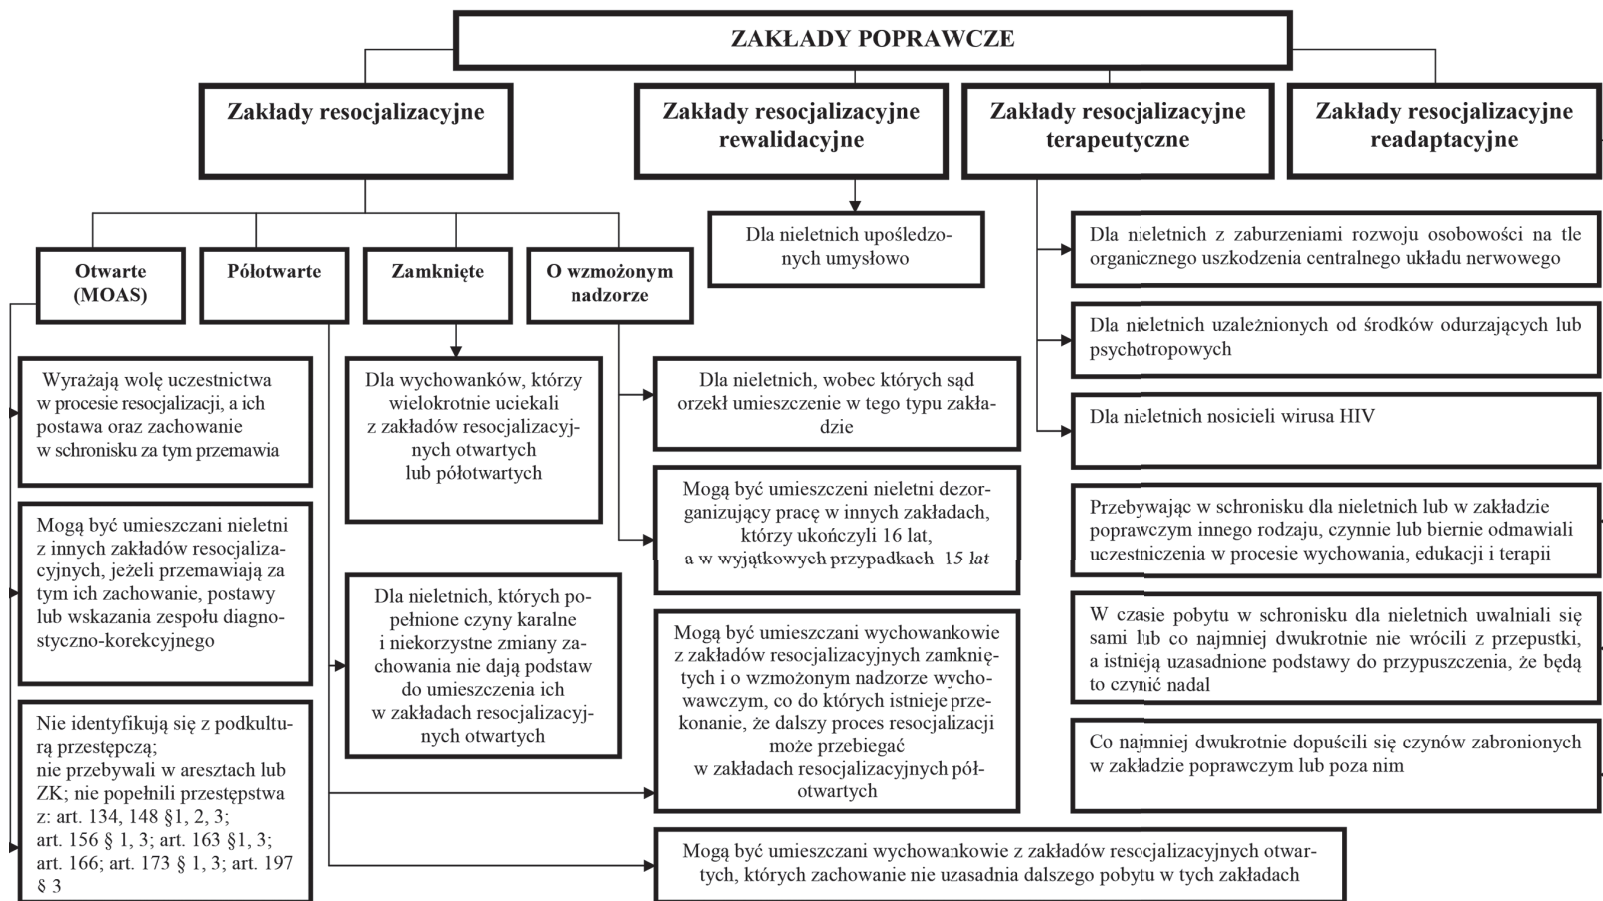 ZAKŁADY POPRAWCZE
Zakłady resocjalizacyjne
Zakłady resocjalizacyjne
rewalidacyjne
Zakłady resocjalizacyjne
terapeutyczne
Zakłady resocjalizacyjne
readaptacyjne
Otwarte
(MOAS)
Półotwarte
Zamknięte
O wzmożonym
nadzorze
Dla nieletnich upośledzo-
nych umysłowo
Dla nieletnich z zaburzeniami rozwoju osobowości na tle
organicznego uszkodzenia centralnego układu nerwowego
Dla nieletnich uzależnionych od środków odurzających lub
psychotropowych
Dla nieletnich nosicieli wirusa HIV
Przebywając w schronisku dla nieletnich lub w zakładzie
poprawczym innego rodzaju, czynnie lub biernie odmawiali
uczestniczenia w procesie wychowania, edukacji i terapii
W czasie pobytu w schronisku dla nieletnich uwalniali się
sami lub co najmniej dwukrotnie nie wrócili z przepustki,
a istnieją uzasadnione podstawy do przypuszczenia, że będą
to czynić nadal
Co najmniej dwukrotnie dopuścili się czynów zabronionych
w zakładzie poprawczym lub poza nim
Wyrażają wolę uczestnictwa
w procesie resocjalizacji, a ich
postawa oraz zachowanie
w schronisku za tym przemawia
Mogą być umieszczani nieletni
z innych zakładów resocjaliza-
cyjnych, jeżeli przemawiają za
tym ich zachowanie, postawy
lub wskazania zespołu diagno-
styczno-korekcyjnego
Nie identyfikują się z podkultu-
rą przestępczą;
nie przebywali w aresztach lub
ZK; nie popełnili przestępstwa
z: art. 134, 148 §1, 2, 3;
art. 156 § 1, 3; art. 163 §1, 3;
art. 166; art. 173 § 1, 3; art. 197
§ 3
Dla wychowanków, którzy
wielokrotnie uciekali
z zakładów resocjalizacyj-
nych otwartych
lub półotwartych
Dla nieletnich, których po-
pełnione czyny karalne
i niekorzystne zmiany za-
chowania nie dają podstaw
do umieszczenia ich
w zakładach resocjalizacyj-
nych otwartych
Dla nieletnich, wobec których sąd
orzekł umieszczenie w tego typu zakła-
dzie
Mogą być umieszczeni nieletni dezor-
ganizujący pracę w innych zakładach,
którzy ukończyli 16 lat,
a w wyjątkowych przypadkach 15 lat
Mogą być umieszczani wychowankowie
z zakładów resocjalizacyjnych zamknię-
tych i o wzmożonym nadzorze wycho-
wawczym, co do których istnieje prze-
konanie, że dalszy proces resocjalizacji
może przebiegać
w zakładach resocjalizacyjnych pół-
otwartych
Mogą być umieszczani wychowankowie z zakładów resocjalizacyjnych otwar-
tych, których zachowanie nie uzasadnia dalszego pobytu w tych zakładach